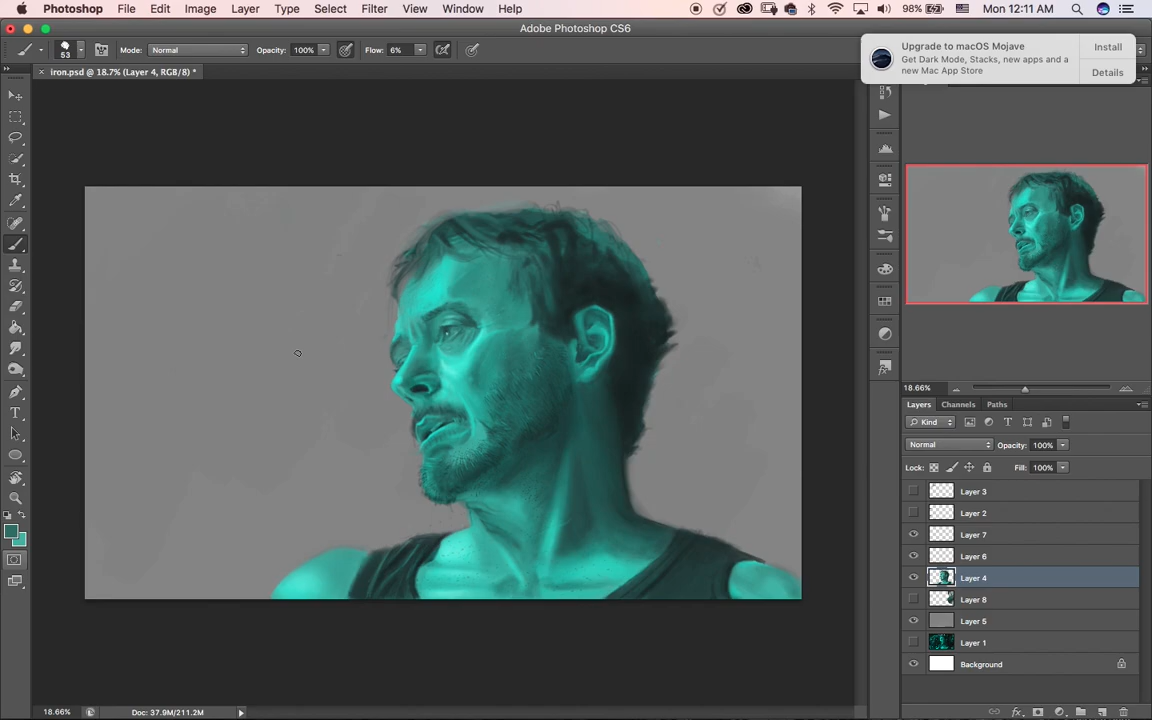 Photoshop File Edit Image Layer Type Select Filter View Window Help 98% Mon 12:11 AM
Adobe Photoshop CS6
53 Mode: Normal Opacity: 100% Flow: 6%
Upgrade to macOS Mojave
Get Dark Mode, Stacks, new apps and a
new Mac App Store
Install
Details
× iron.psd @ 18.7% (Layer 4, RGB/8) *
18.66%
Layers Channels Paths
Kind
Normal Opacity: 100%
Lock: Fill: 100%
Layer 3
Layer 2
Layer 7
Layer 6
Layer 4
Layer 8
Layer 5
Layer 1
Background
18.66% Doc: 37.9M/211.2M
fx